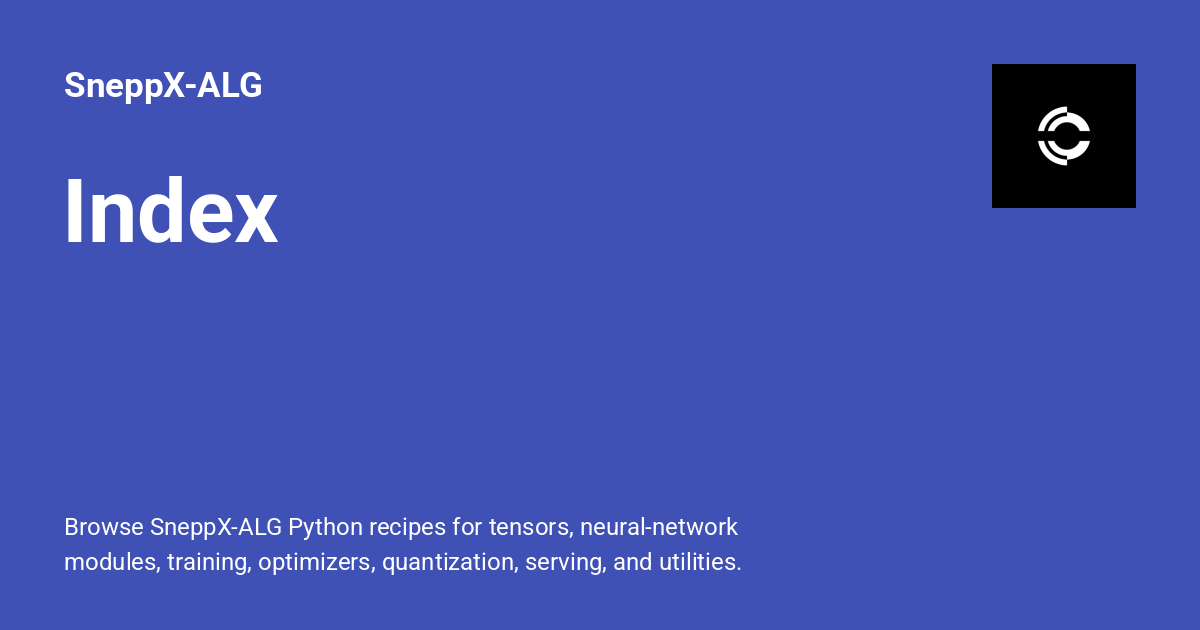 SneppX-ALG
Index
Browse SneppX-ALG Python recipes for tensors, neural-network
modules, training, optimizers, quantization, serving, and utilities.